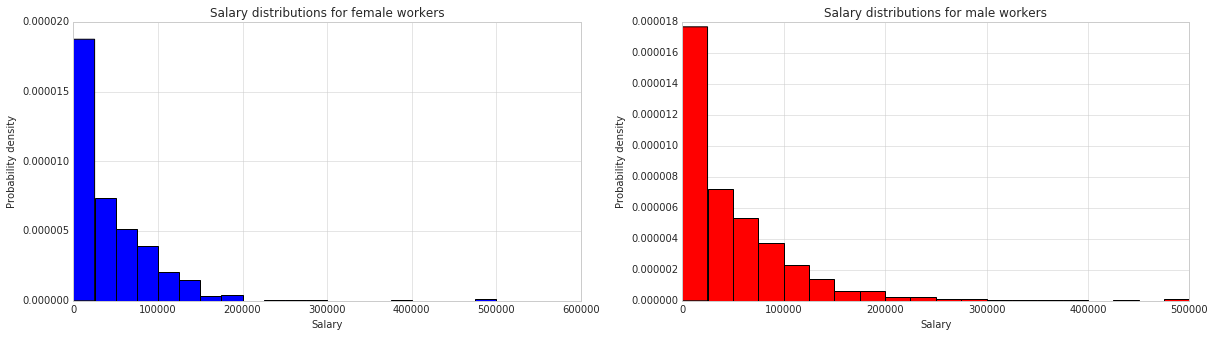 Salary distributions for female workers
0.000020
0.000015
0.000010
0.000005
0.000000
Probability density
0 100000 200000 300000 400000 500000 600000
Salary
Salary distributions for male workers
0.000018
0.000016
0.000014
0.000012
0.000010
0.000008
0.000006
0.000004
0.000002
0.000000
Probability density
0 100000 200000 300000 400000 500000
Salary